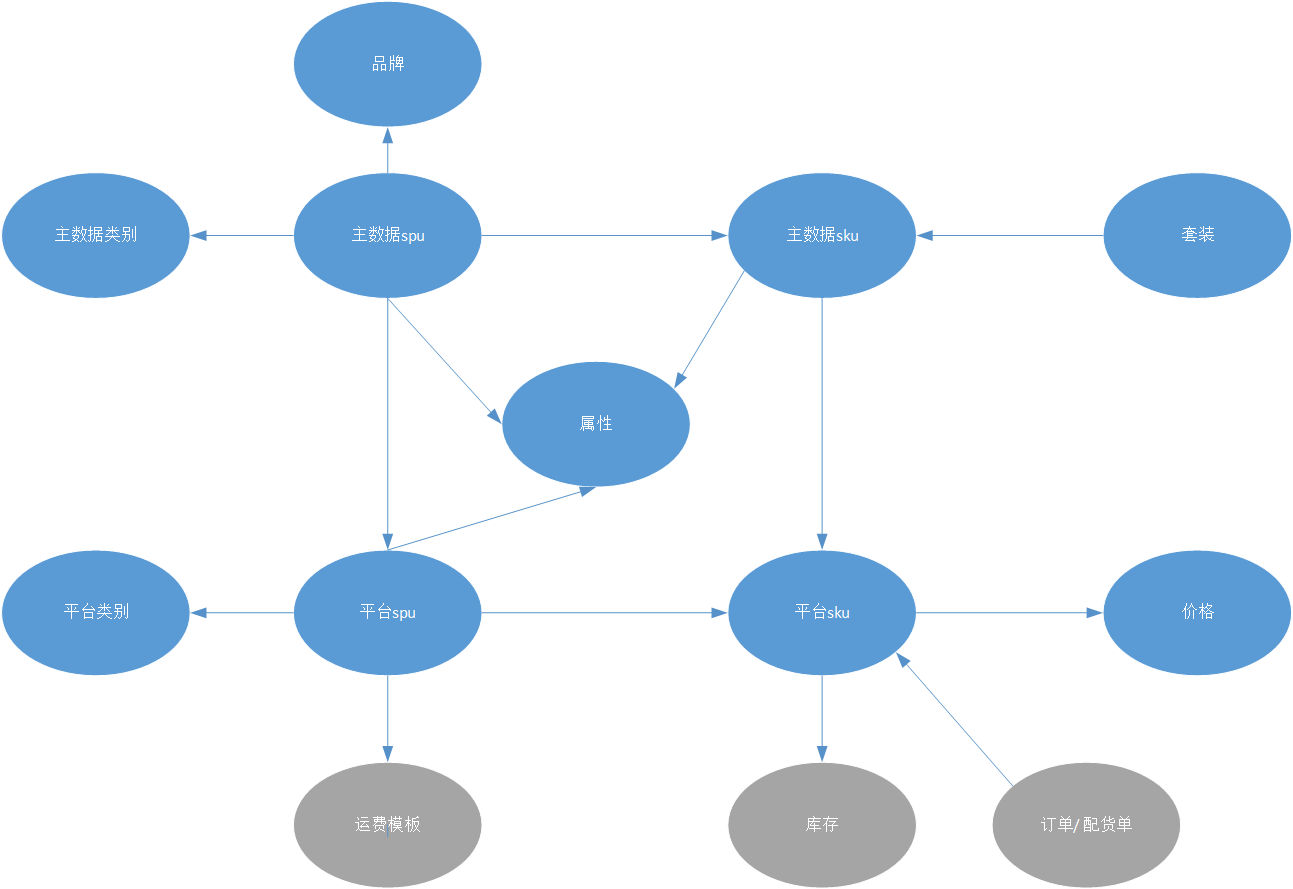 品牌
主数据类别
主数据spu
主数据sku
套装
属性
平台类别
平台spu
平台sku
价格
运费模板
库存
订单/配货单